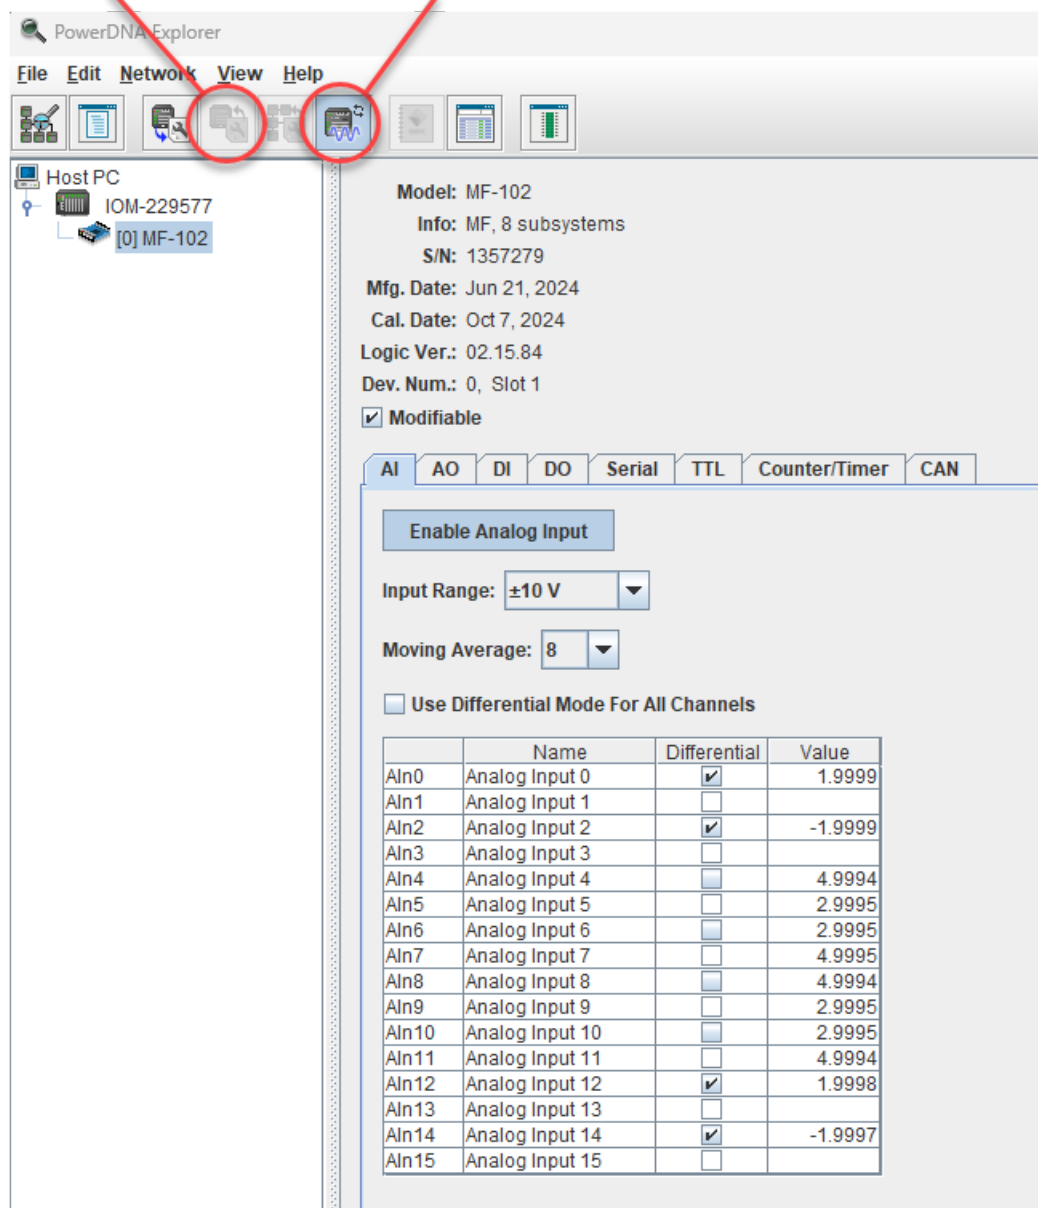 PowerDNA Explorer
File Edit Network View Help
Host PC
IOM-229577
[0] MF-102
Model: MF-102
Info: MF, 8 subsystems
S/N: 1357279
Mfg. Date: Jun 21, 2024
Cal. Date: Oct 7, 2024
Logic Ver.: 02.15.84
Dev. Num.: 0, Slot 1
Modifiable
AI AO DI DO Serial TTL Counter/Timer CAN
Enable Analog Input
Input Range: ±10 V
Moving Average: 8
Use Differential Mode For All Channels
Name Differential Value
AIn0 Analog Input 0 1.9999
AIn1 Analog Input 1
AIn2 Analog Input 2 -1.9999
AIn3 Analog Input 3
AIn4 Analog Input 4 4.9994
AIn5 Analog Input 5 2.9995
AIn6 Analog Input 6 2.9995
AIn7 Analog Input 7 4.9995
AIn8 Analog Input 8 4.9994
AIn9 Analog Input 9 2.9995
AIn10 Analog Input 10 2.9995
AIn11 Analog Input 11 4.9994
AIn12 Analog Input 12 1.9998
AIn13 Analog Input 13
AIn14 Analog Input 14 -1.9997
AIn15 Analog Input 15